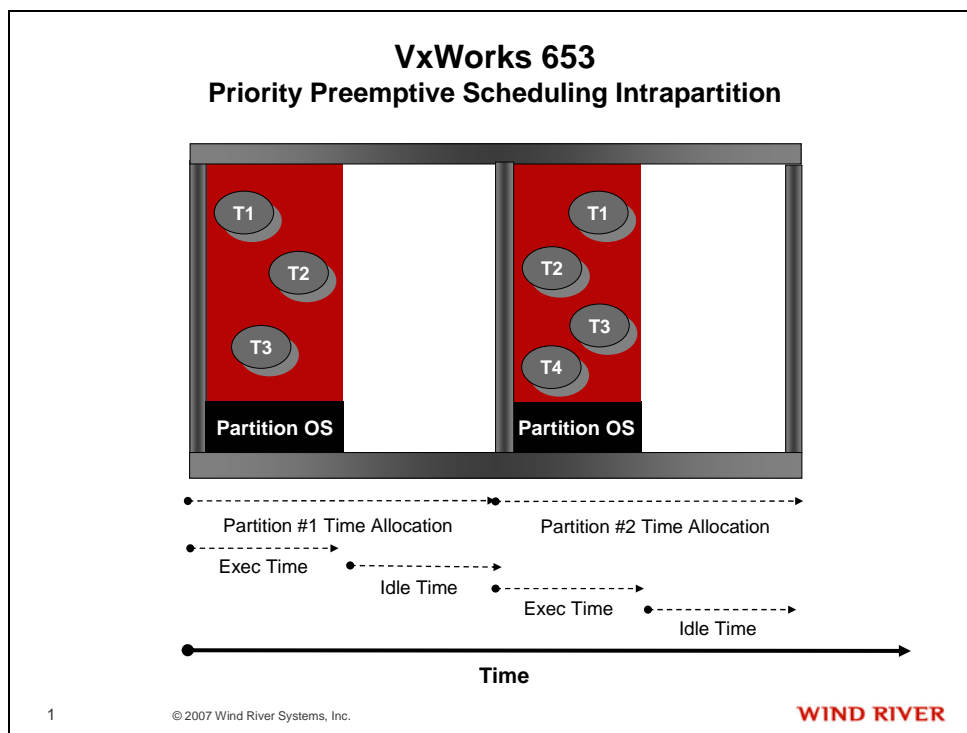 VxWorks 653
Priority Preemptive Scheduling Intrapartition
T1
T2
T3
Partition OS
T1
T2
T3
T4
Partition OS
Partition #1 Time Allocation
Partition #2 Time Allocation
Exec Time
Idle Time
Exec Time
Idle Time
Time
1
© 2007 Wind River Systems, Inc.
WIND RIVER